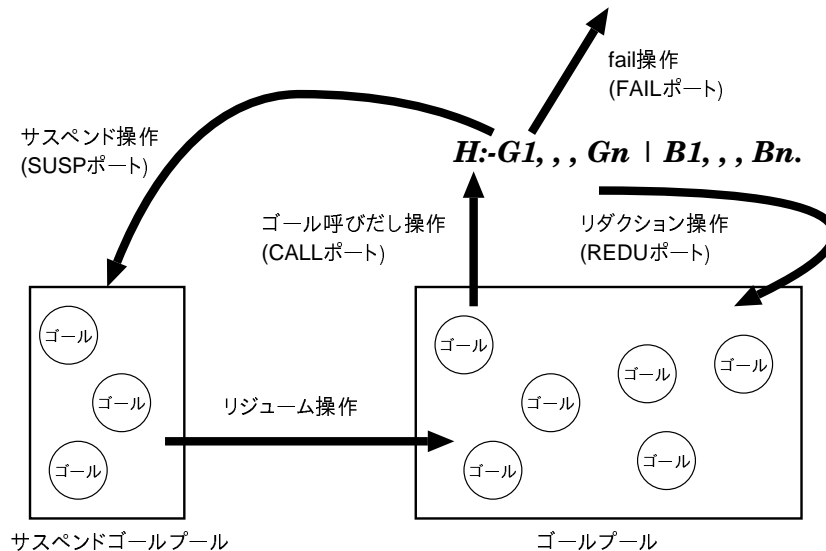 fail操作
(FAILポート)
サスペンド操作
(SUSPポート)
H:-G1, , , Gn | B1, , , Bn.
ゴール呼びだし操作
(CALLポート)
リダクション操作
(REDUポート)
ゴール
ゴール
ゴール
リジューム操作
ゴール
ゴール
ゴール
ゴール
ゴール
ゴール
サスペンドゴールプール
ゴールプール